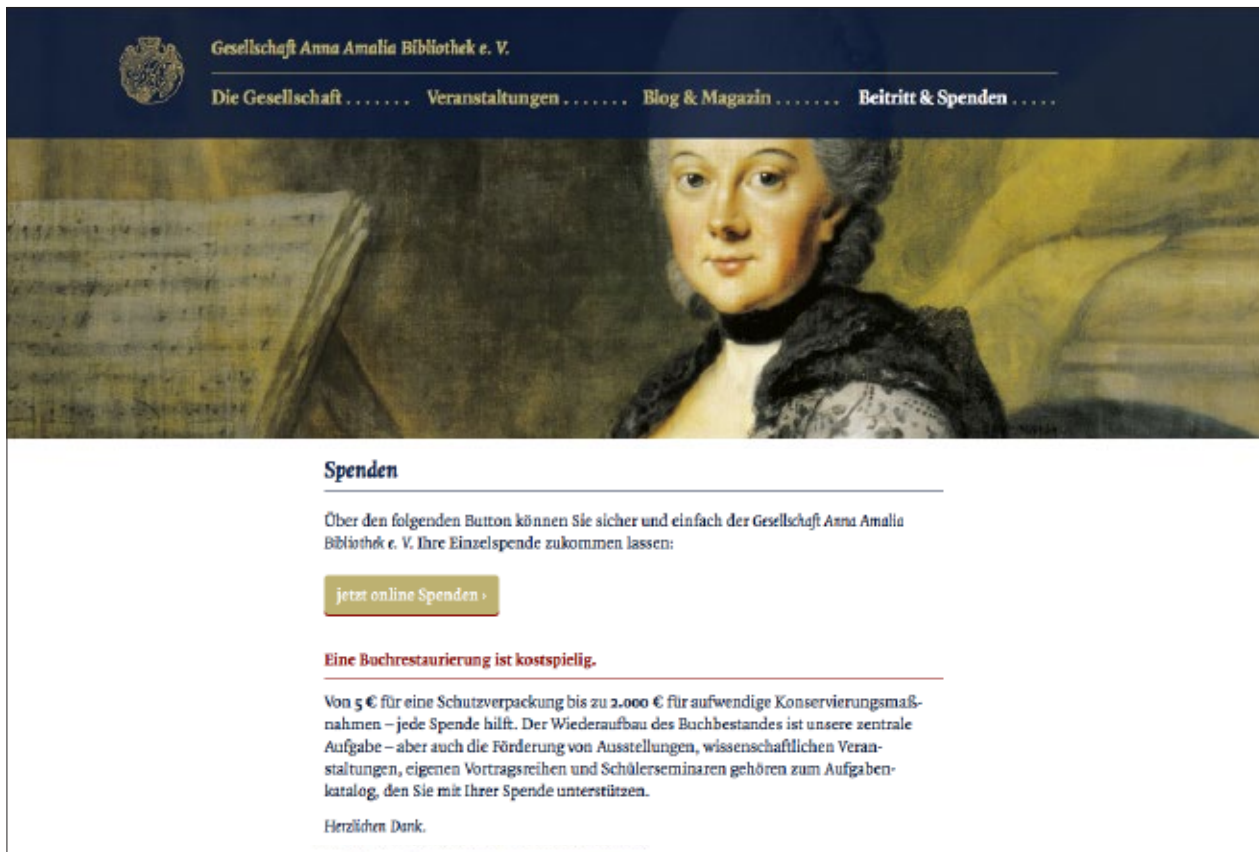 Gesellschaft Anna Amalia Bibliothek e. V.
Die Gesellschaft ....... Veranstaltungen ....... Blog & Magazin ....... Beitritt & Spenden .....
Spenden
Über den folgenden Button können Sie sicher und einfach der Gesellschaft Anna Amalia
Bibliothek e. V. Ihre Einzelspende zukommen lassen:
jetzt online Spenden ›
Eine Buchrestaurierung ist kostspielig.
Von 5 € für eine Schutzverpackung bis zu 2.000 € für aufwendige Konservierungsmaß-
nahmen – jede Spende hilft. Der Wiederaufbau des Buchbestandes ist unsere zentrale
Aufgabe – aber auch die Förderung von Ausstellungen, wissenschaftlichen Veran-
staltungen, eigenen Vortragsreihen und Schülerseminaren gehören zum Aufgaben-
katalog, den Sie mit Ihrer Spende unterstützen.
Herzlichen Dank.